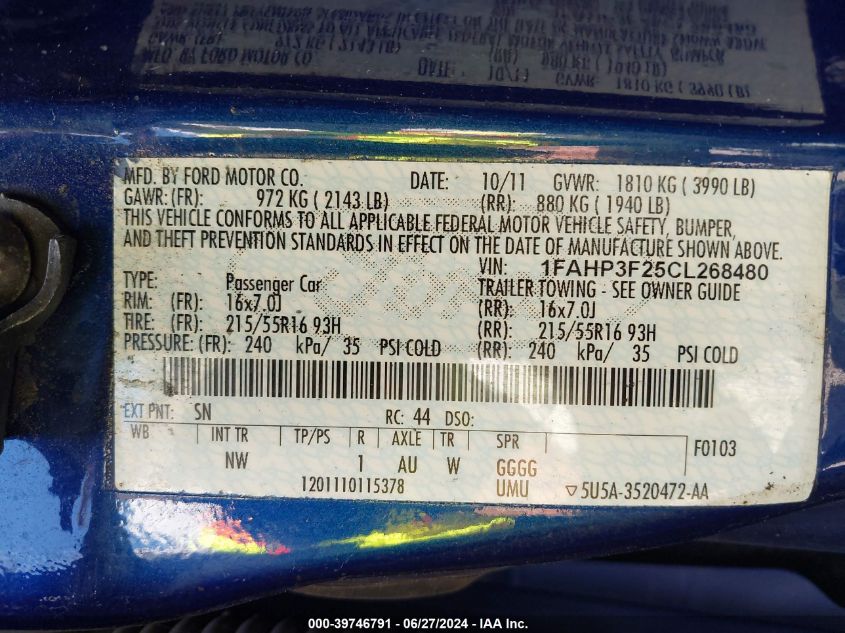 MFD. BY FORD MOTOR CO. DATE: 10/11 GVWR: 1810 KG ( 3990 LB)
GAWR: (FR) 972 KG ( 2143 LB) (RR): 880 KG ( 1940 LB)
THIS VEHICLE CONFORMS TO ALL APPLICABLE FEDERAL MOTOR VEHICLE SAFETY, BUMPER,
AND THEFT PREVENTION STANDARDS IN EFFECT ON THE DATE OF MANUFACTURE SHOWN ABOVE.
VIN: 1FAHP3F25CL268480
TYPE: Passenger Car TRAILER TOWING - SEE OWNER GUIDE
RIM: (FR): 16x7.0J (RR): 16x7.0J
TIRE: (FR): 215/55R16 93H (RR): 215/55R16 93H
PRESSURE: (FR): 240 kPa/ 35 PSI COLD (RR): 240 kPa/ 35 PSI COLD
EXT PNT: SN RC: 44 DSO:
WB INT TR TP/PS R AXLE TR SPR F0103
NW 1 AU W GGGG
1201110115378 UMU ▽5U5A-3520472-AA
000-39746791 - 06/27/2024 - IAA Inc.